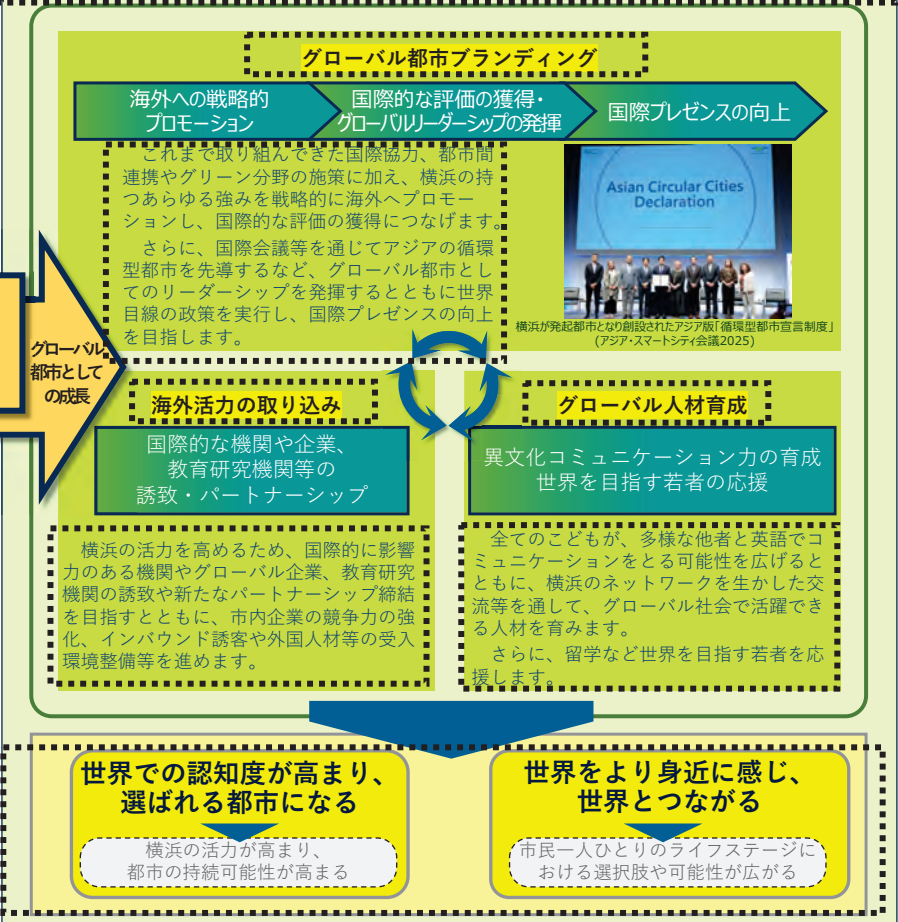 グローバル都市ブランディング
海外への戦略的
プロモーション
国際的な評価の獲得・
グローバルリーダーシップの発揮
国際プレゼンスの向上
これまで取り組んできた国際協力、都市間
連携やグリーン分野の施策に加え、横浜の持
つあらゆる強みを戦略的に海外へプロモー
ションし、国際的な評価の獲得につなげます。
さらに、国際会議等を通じてアジアの循環
型都市を先導するなど、グローバル都市とし
てのリーダーシップを発揮するとともに世界
目線の政策を実行し、国際プレゼンスの向上
を目指します。
Asian Circular Cities
Declaration
横浜が発起都市となり創設されたアジア版「循環型都市宣言制度」
(アジア・スマートシティ会議2025)
グローバル
都市として
の成長
海外活力の取り込み
国際的な機関や企業、
教育研究機関等の
誘致・パートナーシップ
横浜の活力を高めるため、国際的に影響
力のある機関やグローバル企業、教育研究
機関の誘致や新たなパートナーシップ締結
を目指すとともに、市内企業の競争力の強
化、インバウンド誘客や外国人材等の受入
環境整備等を進めます。
グローバル人材育成
異文化コミュニケーション力の育成
世界を目指す若者の応援
全てのこどもが、多様な他者と英語でコ
ミュニケーションをとる可能性を広げると
ともに、横浜のネットワークを生かした交
流等を通して、グローバル社会で活躍でき
る人材を育みます。
さらに、留学など世界を目指す若者を応
援します。
世界での認知度が高まり、
選ばれる都市になる
横浜の活力が高まり、
都市の持続可能性が高まる
世界をより身近に感じ、
世界とつながる
市民一人ひとりのライフステージに
おける選択肢や可能性が広がる